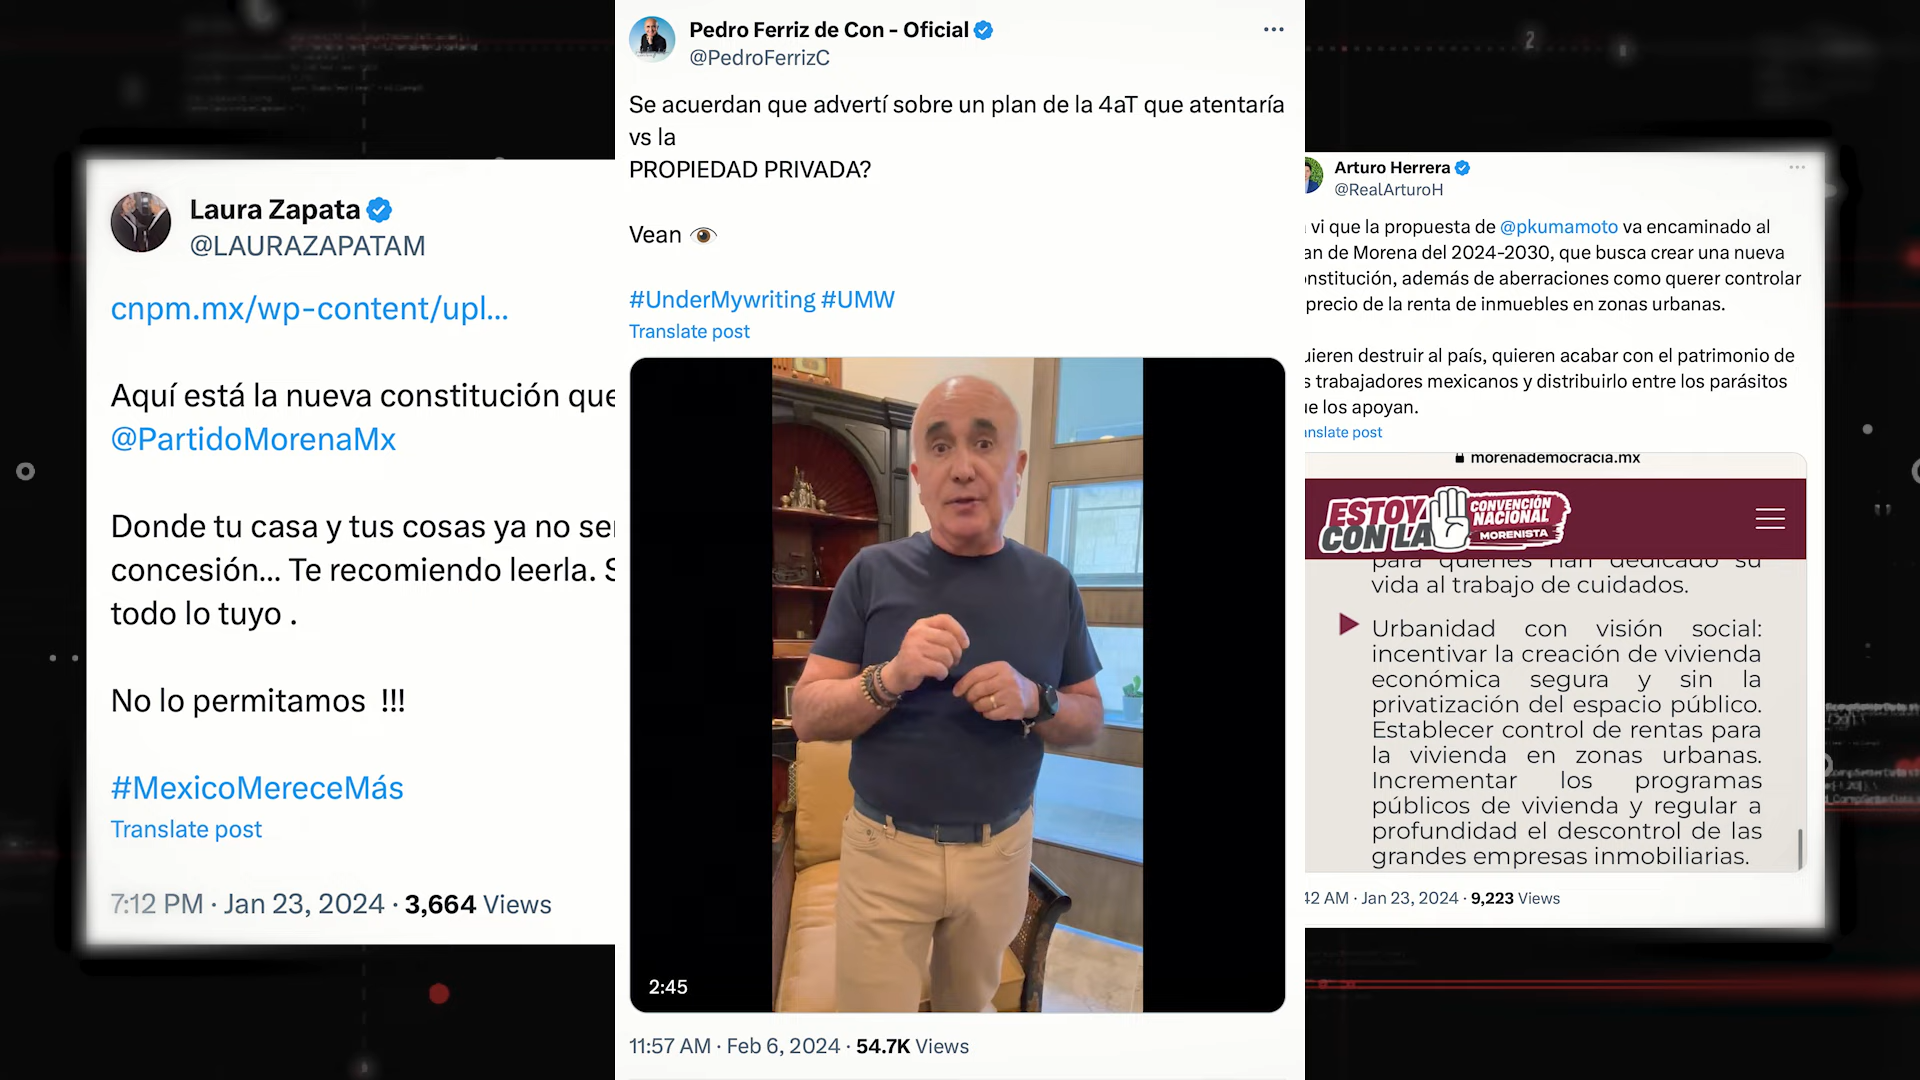 Laura Zapata
@LAURAZAPATAM
cnpm.mx/wp-content/upl...
Aquí está la nueva constitución que
@PartidoMorenaMx
Donde tu casa y tus cosas ya no
concesión... Te recomiendo leerla.
todo lo tuyo .
No lo permitamos !!!
#MexicoMereceMás
Translate post
7:12 PM · Jan 23, 2024 · 3,664 Views
Pedro Ferriz de Con - Oficial
@PedroFerrizC
Se acuerdan que advertí sobre un plan de la 4aT que atentaría
vs la
PROPIEDAD PRIVADA?
Vean 👁
#UnderMywriting #UMW
Translate post
2:45
11:57 AM · Feb 6, 2024 · 54.7K Views
Arturo Herrera
@RealArturoH
vi que la propuesta de @pkumamoto va encaminado al
de Morena del 2024-2030, que busca crear una nueva
además de aberraciones como querer controlar
precio de la renta de inmuebles en zonas urbanas.
destruir al país, quieren acabar con el patrimonio de
trabajadores mexicanos y distribuirlo entre los parásitos
los apoyan.
post
morenademocracia.mx
ESTOY
CON LA
CONVENCIÓN
NACIONAL
MORENISTA
para quienes han dedicado su
vida al trabajo de cuidados.
Urbanidad con visión social:
incentivar la creación de vivienda
económica segura y sin la
privatización del espacio público.
Establecer control de rentas para
la vivienda en zonas urbanas.
Incrementar los programas
públicos de vivienda y regular a
profundidad el descontrol de las
grandes empresas inmobiliarias.
42 AM · Jan 23, 2024 · 9,223 Views
2